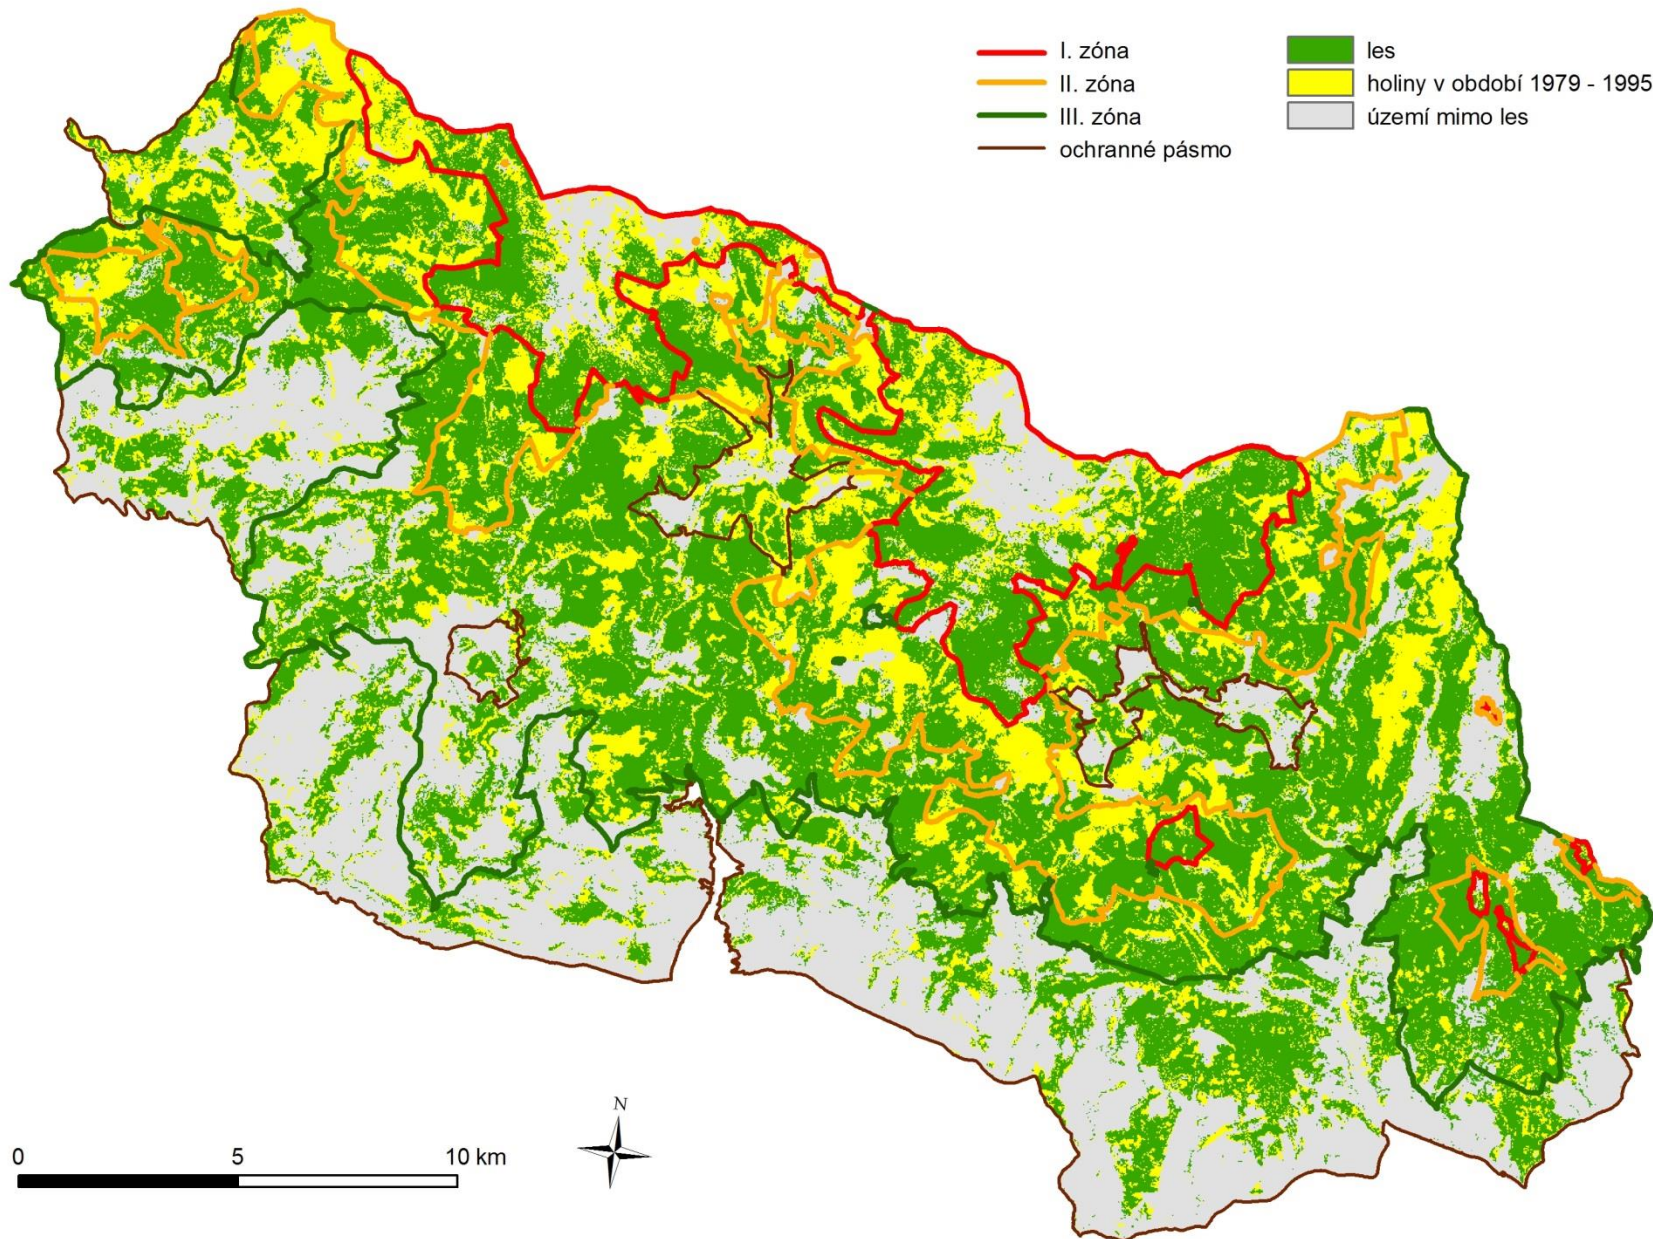 I. zóna
II. zóna
III. zóna
ochranné pásmo
les
holiny v období 1979 - 1995
území mimo les
N
0 5 10 km